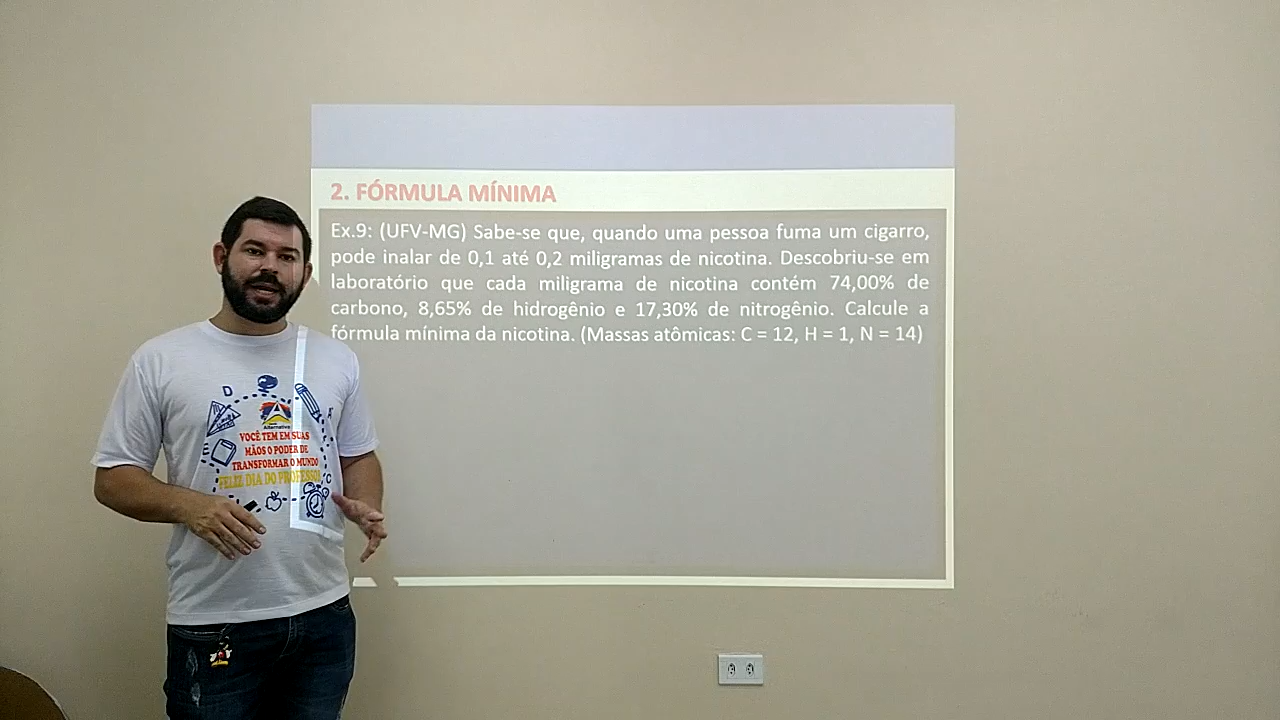 2. FÓRMULA MÍNIMA
Ex.9: (UFV-MG) Sabe-se que, quando uma pessoa fuma um cigarro,
pode inalar de 0,1 até 0,2 miligramas de nicotina. Descobriu-se em
laboratório que cada miligrama de nicotina contém 74,00% de
carbono, 8,65% de hidrogênio e 17,30% de nitrogênio. Calcule a
fórmula mínima da nicotina. (Massas atômicas: C = 12, H = 1, N = 14)
D
A
E
C
Alternativa
VOCÊ TEM EM SUAS
MÃOS O PODER DE
TRANSFORMAR O MUNDO
FELIZ DIA DO PROFESSOR